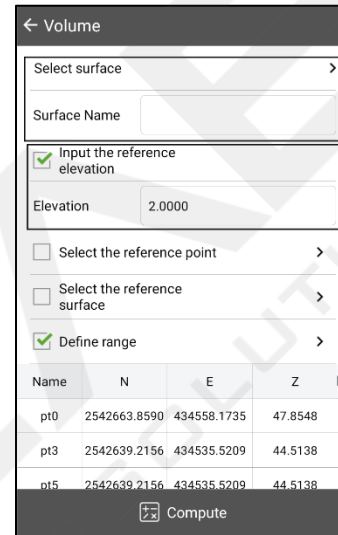 ← Volume
Select surface >
Surface Name
Input the reference
elevation
Elevation 2.0000
Select the reference point >
Select the reference
surface >
Define range >
Name N E Z
pt0 2542663.8590 434558.1735 47.8548
pt3 2542639.2156 434535.5209 44.5138
pt5 2542639.2156 434535.5209 44.5138
Compute